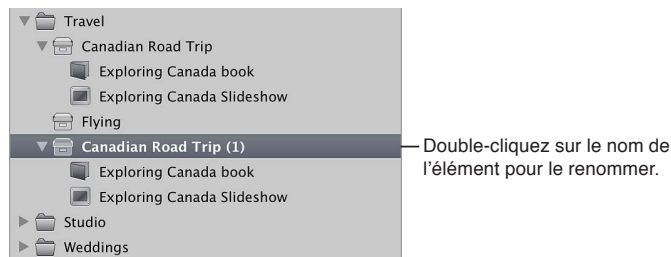 Travel
Canadian Road Trip
Exploring Canada book
Exploring Canada Slideshow
Flying
Canadian Road Trip (1)
Exploring Canada book
Exploring Canada Slideshow
Studio
Weddings
Double-cliquez sur le nom de
l’élément pour le renommer.